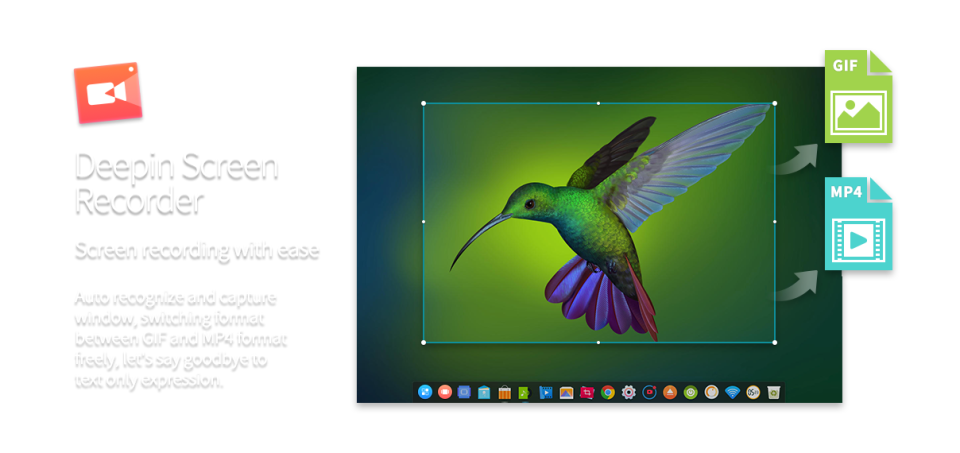 Deepin Screen
Recorder
Screen recording with ease
Auto recognize and capture
window, switching format
between GIF and MP4 format
freely, let's say goodbye to
text only expression.
GIF
MP4